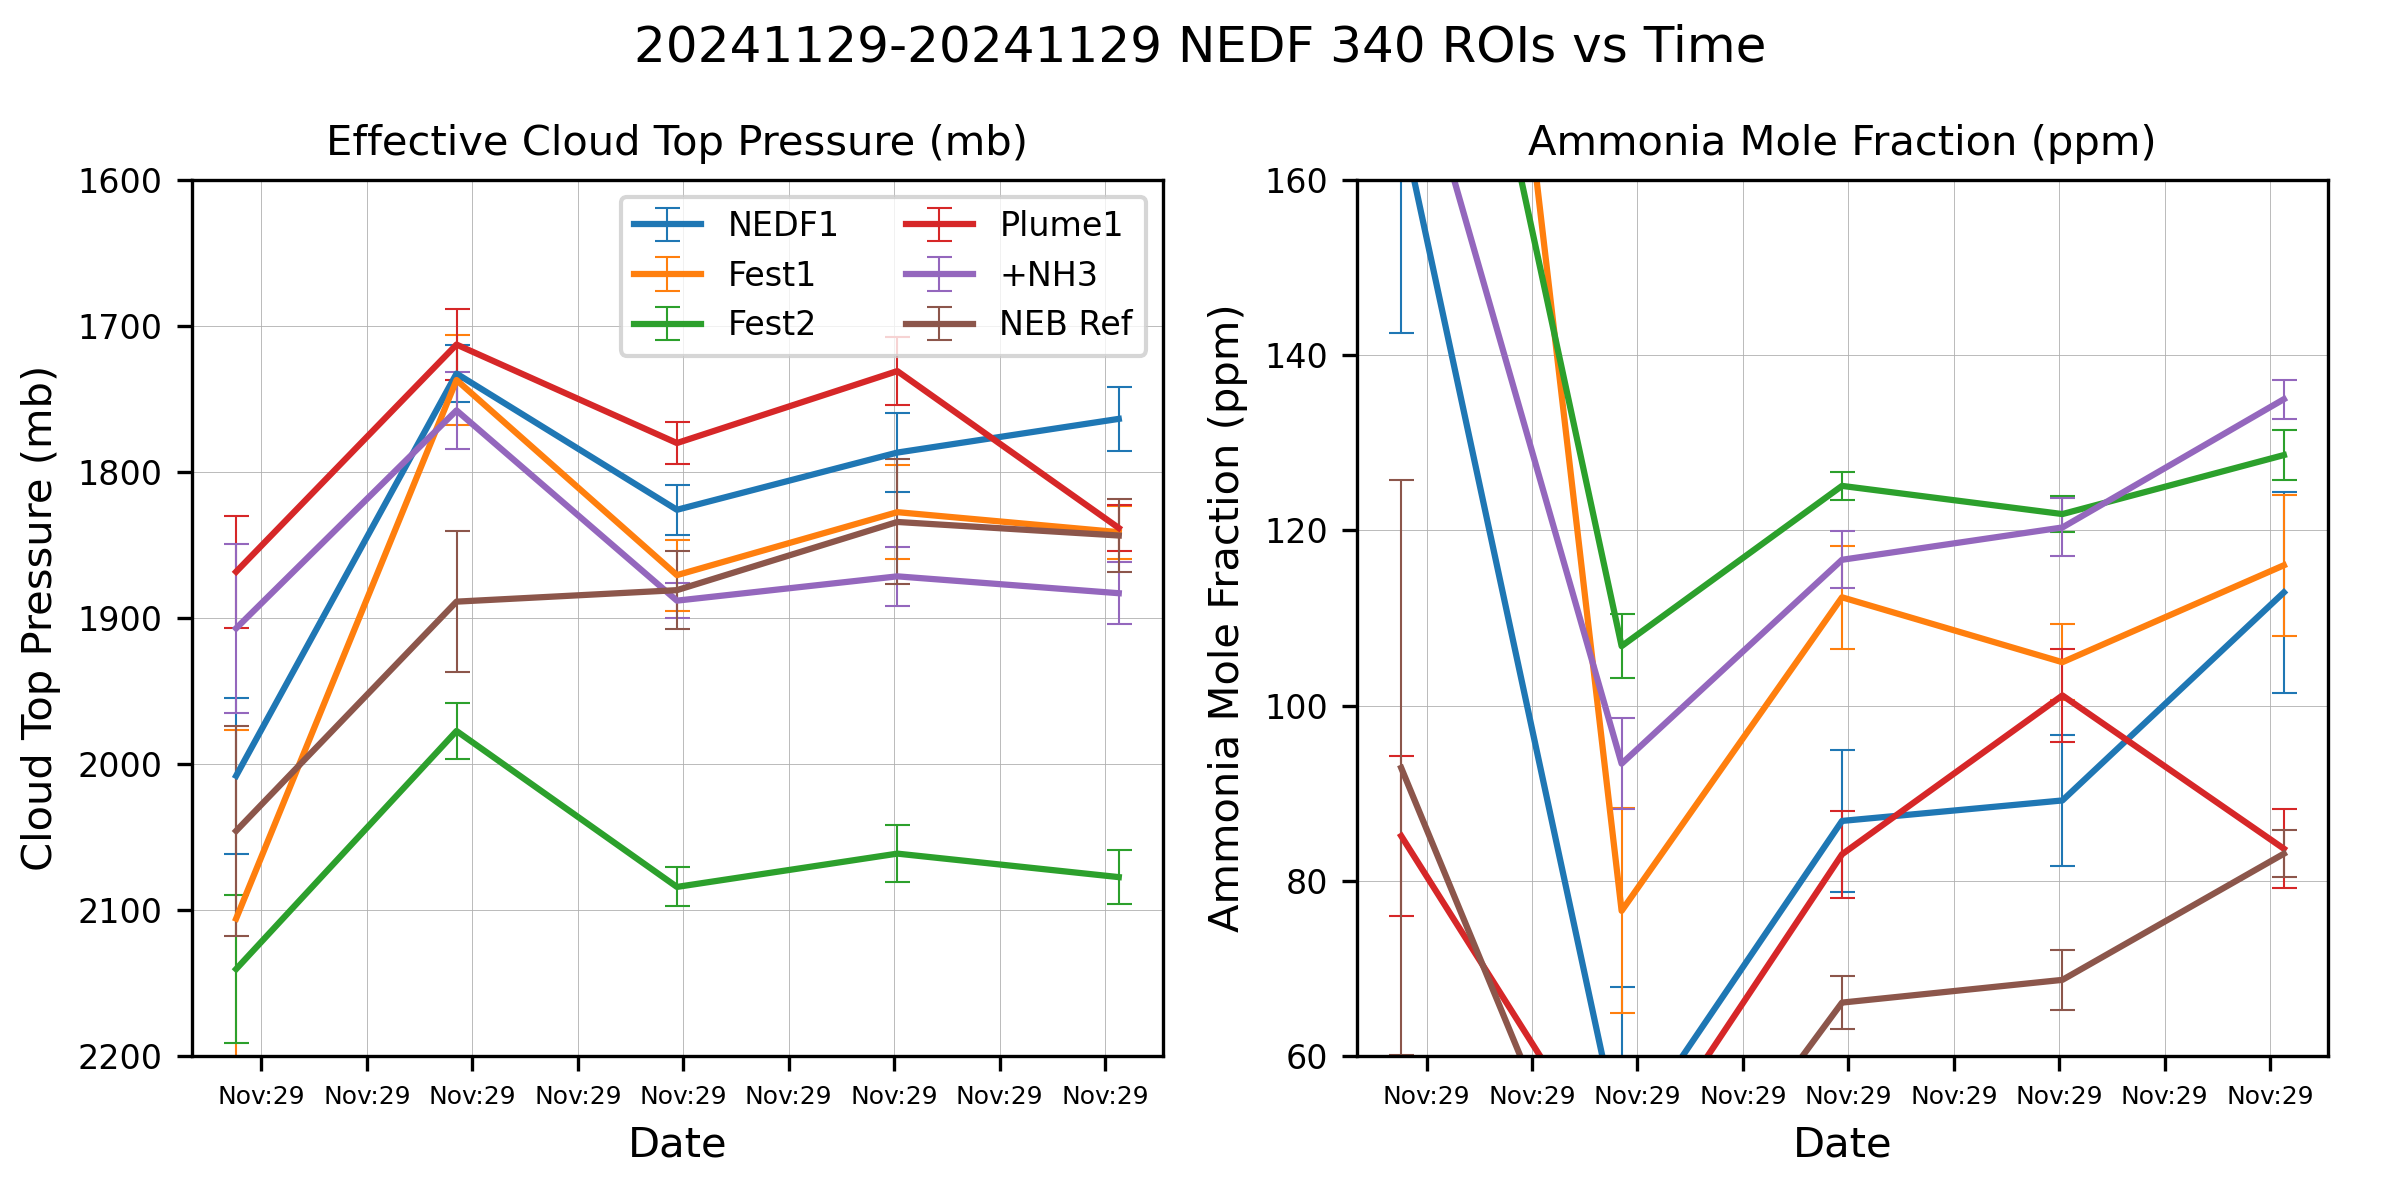 20241129-20241129 NEDF 340 ROIs vs Time
Effective Cloud Top Pressure (mb)
Cloud Top Pressure (mb)
1600
1700
1800
1900
2000
2100
2200
NEDF1
Fest1
Fest2
Plume1
+NH3
NEB Ref
Nov:29 Nov:29 Nov:29 Nov:29 Nov:29 Nov:29 Nov:29 Nov:29 Nov:29
Date
Ammonia Mole Fraction (ppm)
Ammonia Mole Fraction (ppm)
160
140
120
100
80
60
Nov:29 Nov:29 Nov:29 Nov:29 Nov:29 Nov:29 Nov:29 Nov:29 Nov:29
Date